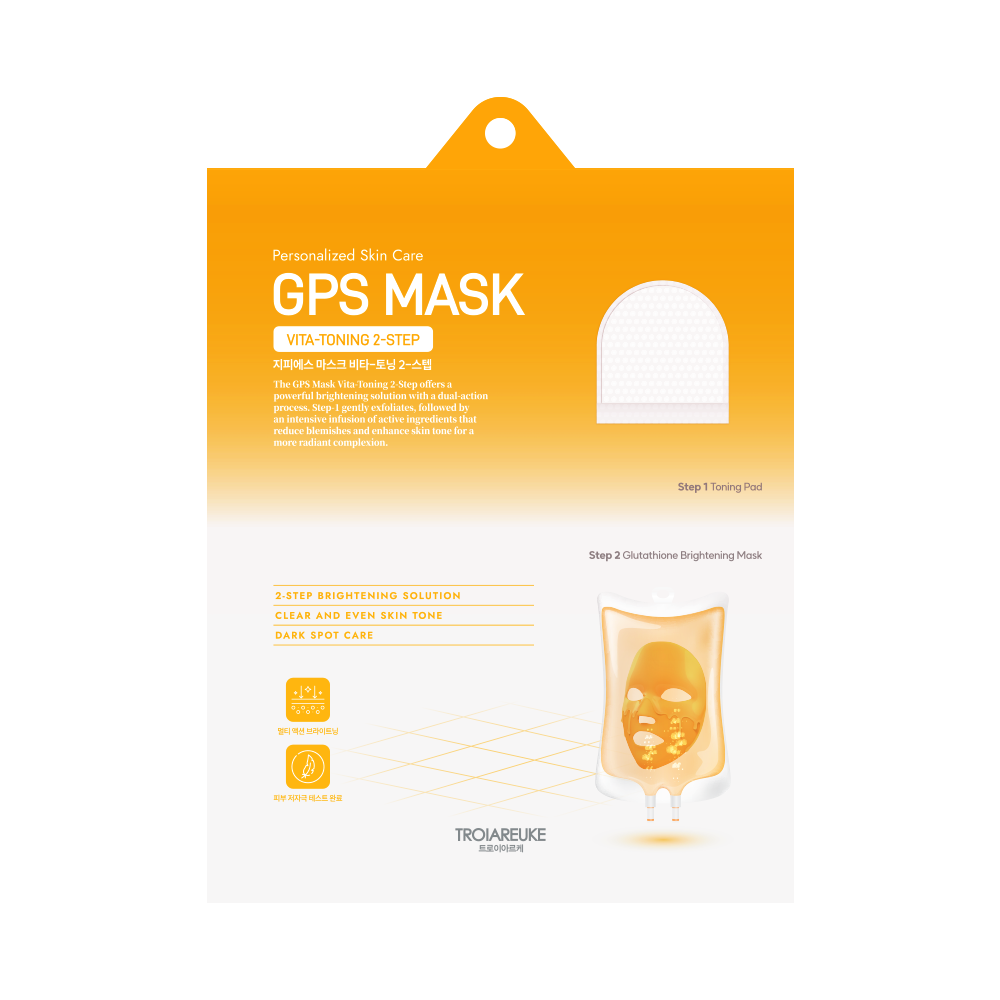 Personalized Skin Care
GPS MASK
VITA-TONING 2-STEP
지피에스 마스크 비타-토닝 2-스텝
The GPS Mask Vita-Toning 2-Step offers a
powerful brightening solution with a dual-action
process. Step-1 gently exfoliates, followed by
an intensive infusion of active ingredients that
reduce blemishes and enhance skin tone for a
more radiant complexion.
Step 1 Toning Pad
Step 2 Glutathione Brightening Mask
2-STEP BRIGHTENING SOLUTION
CLEAR AND EVEN SKIN TONE
DARK SPOT CARE
멀티 액션 브라이트닝
피부 저자극 테스트 완료
TROIAREUKE
트로이아르케